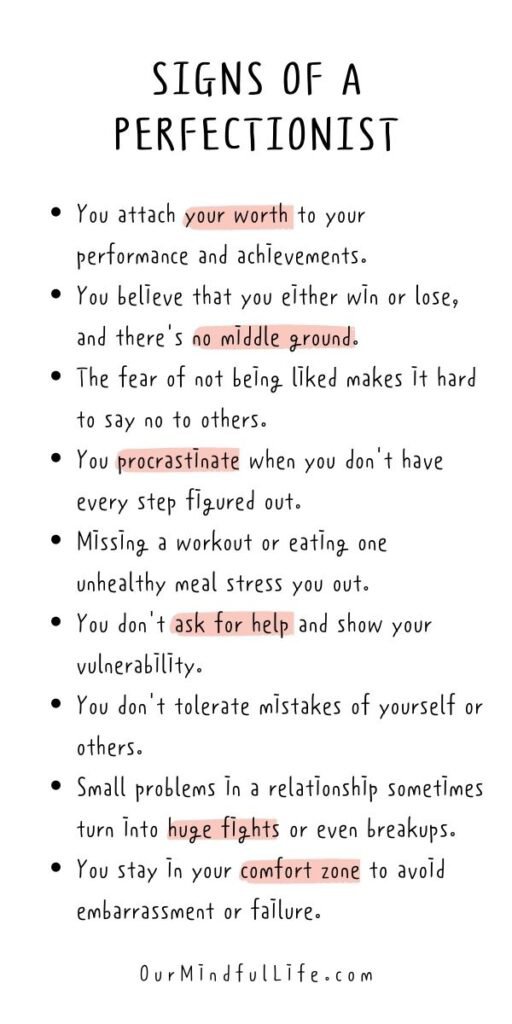 SIGNS OF A
PERFECTIONIST
• You attach your worth to your
performance and achievements.
• You believe that you either win or lose,
and there's no middle ground.
• The fear of not being liked makes it hard
to say no to others.
• You procrastinate when you don't have
every step figured out.
• Missing a workout or eating one
unhealthy meal stress you out.
• You don't ask for help and show your
vulnerability.
• You don't tolerate mistakes of yourself or
others.
• Small problems in a relationship sometimes
turn into huge fights or even breakups.
• You stay in your comfort zone to avoid
embarrassment or failure.
OurMindfulLife.com